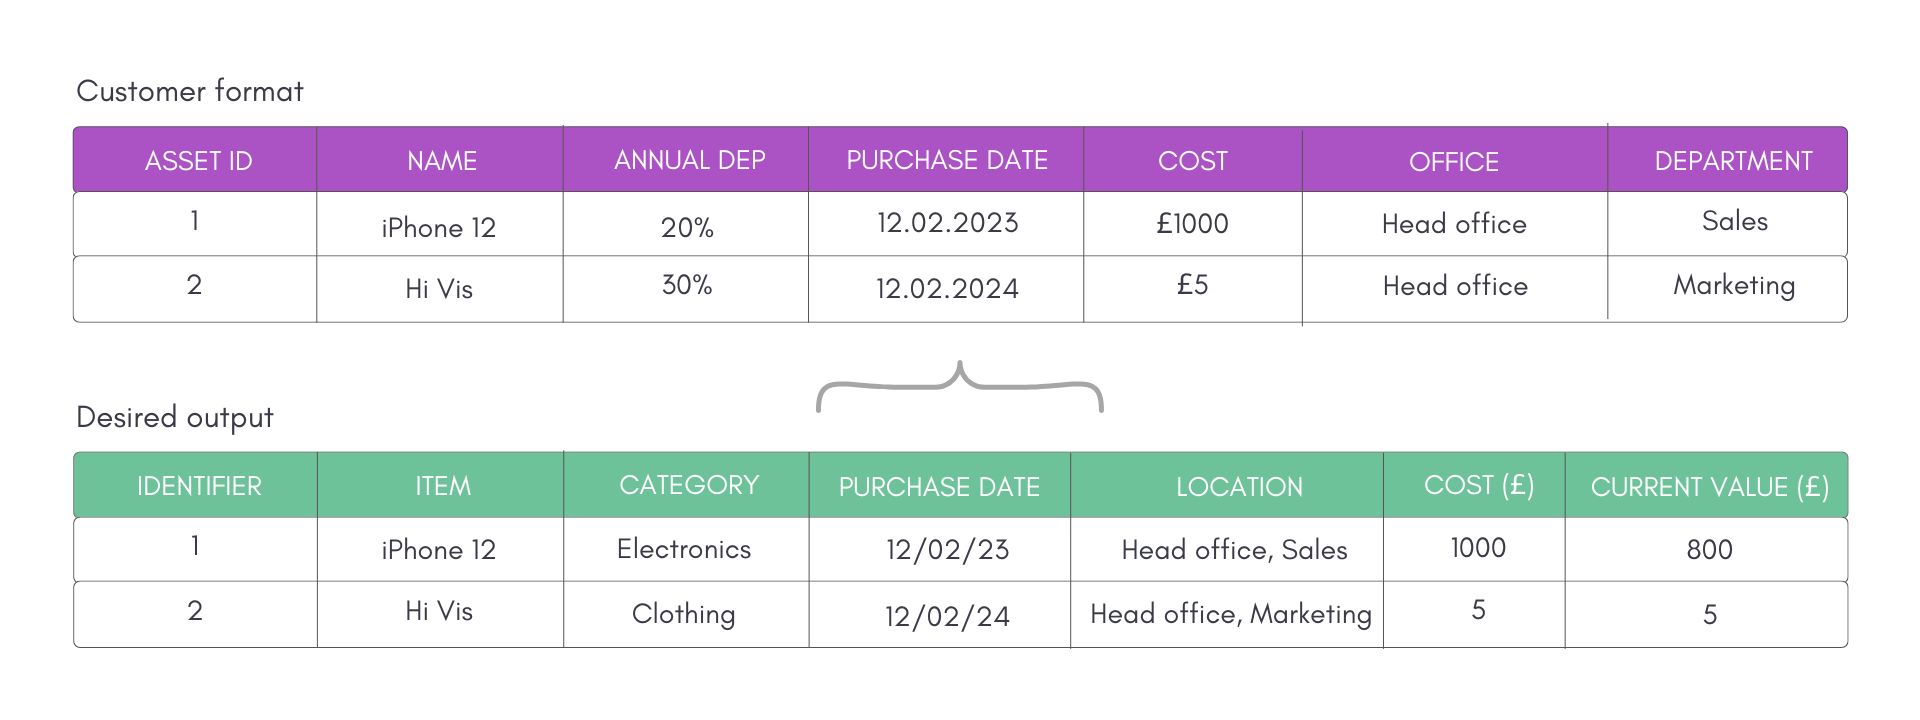 Customer format
ASSET ID NAME ANNUAL DEP PURCHASE DATE COST OFFICE DEPARTMENT
1 iPhone 12 20% 12.02.2023 £1000 Head office Sales
2 Hi Vis 30% 12.02.2024 £5 Head office Marketing
Desired output
IDENTIFIER ITEM CATEGORY PURCHASE DATE LOCATION COST (£) CURRENT VALUE (£)
1 iPhone 12 Electronics 12/02/23 Head office, Sales 1000 800
2 Hi Vis Clothing 12/02/24 Head office, Marketing 5 5